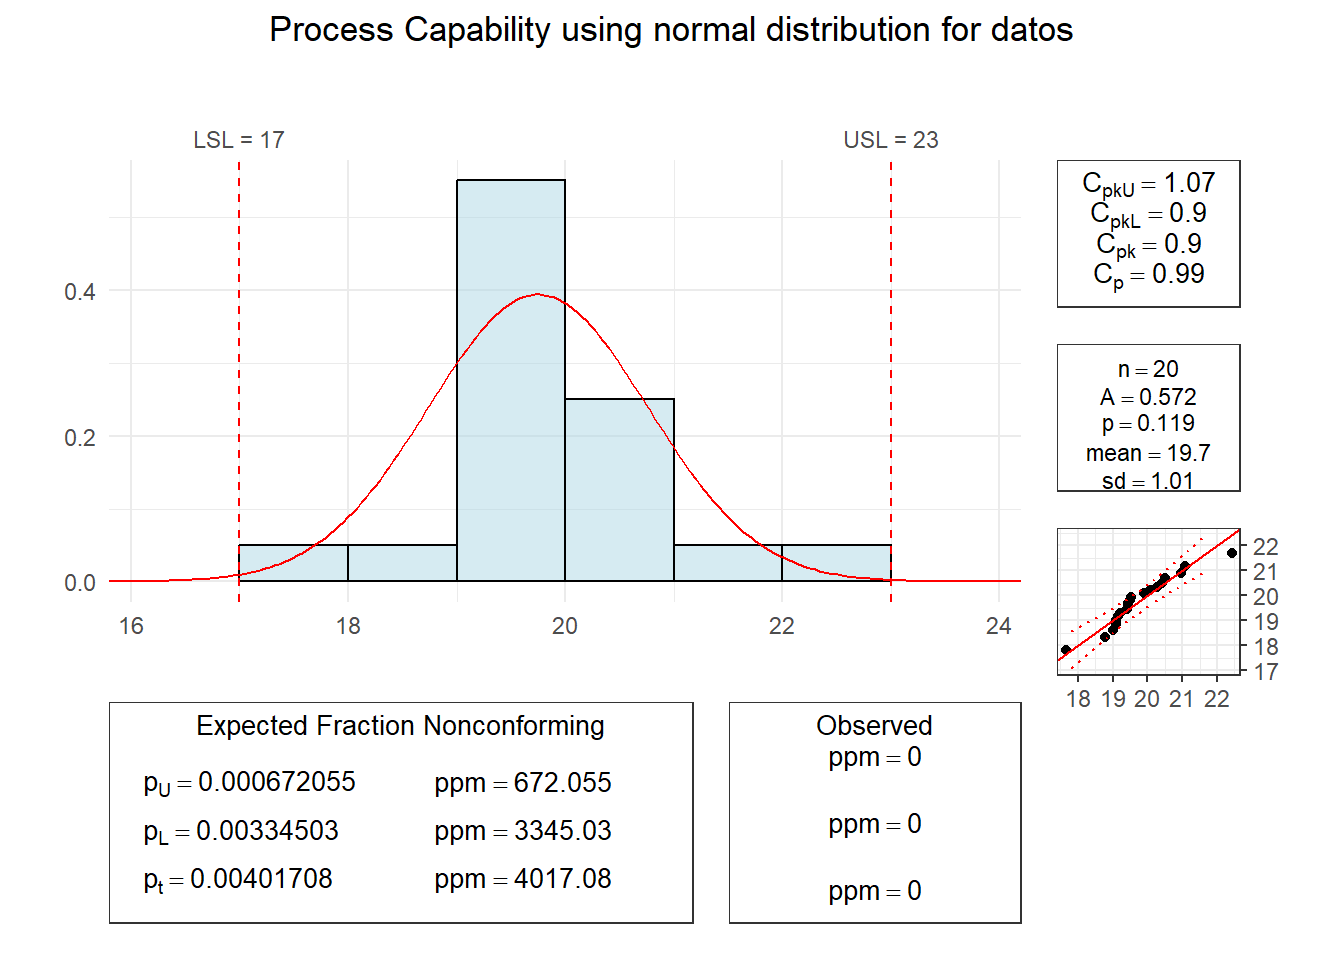 Process Capability using normal distribution for datos
LSL = 17
USL = 23
0.4
0.2
0.0
16
18
20
22
24
CpkU = 1.07
CpkL = 0.9
Cpk = 0.9
Cp = 0.99
n = 20
A = 0.572
p = 0.119
mean = 19.7
sd = 1.01
22
21
20
19
18
17
18 19 20 21 22
Expected Fraction Nonconforming
pU = 0.000672055 ppm = 672.055
pL = 0.00334503 ppm = 3345.03
pt = 0.00401708 ppm = 4017.08
Observed
ppm = 0
ppm = 0
ppm = 0